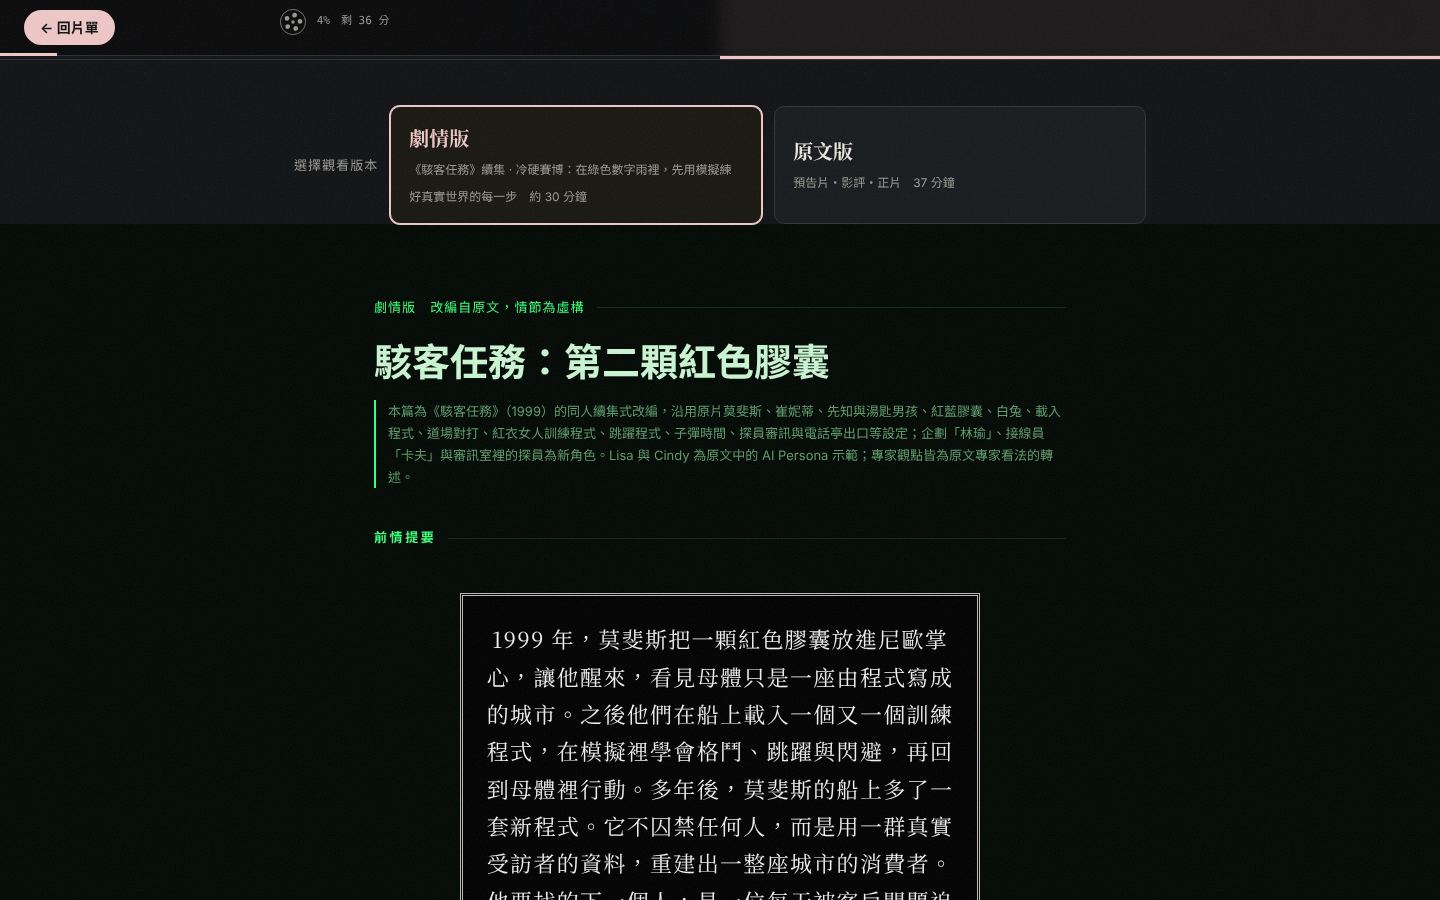 ← 回片單
4% 剩 36 分
選擇觀看版本
劇情版
《駭客任務》續集 · 冷硬賽博：在綠色數字雨裡，先用模擬練
好真實世界的每一步 約 30 分鐘
原文版
預告片・影評・正片 37 分鐘
劇情版 改編自原文，情節為虛構
駭客任務：第二顆紅色膠囊
本篇為《駭客任務》（1999）的同人續集式改編，沿用原片莫斐斯、崔妮蒂、先知與湯匙男孩、紅藍膠囊、白兔、載入
程式、道場對打、紅衣女人訓練程式、跳躍程式、子彈時間、探員審訊與電話亭出口等設定；企劃「林瑜」、接線員
「卡夫」與審訊室裡的探員為新角色。Lisa 與 Cindy 為原文中的 AI Persona 示範；專家觀點皆為原文專家看法的轉
述。
前情提要
1999 年，莫斐斯把一顆紅色膠囊放進尼歐掌
心，讓他醒來，看見母體只是一座由程式寫成
的城市。之後他們在船上載入一個又一個訓練
程式，在模擬裡學會格鬥、跳躍與閃避，再回
到母體裡行動。多年後，莫斐斯的船上多了一
套新程式。它不囚禁任何人，而是用一群真實
受訪者的資料，重建出一整座城市的消費者。